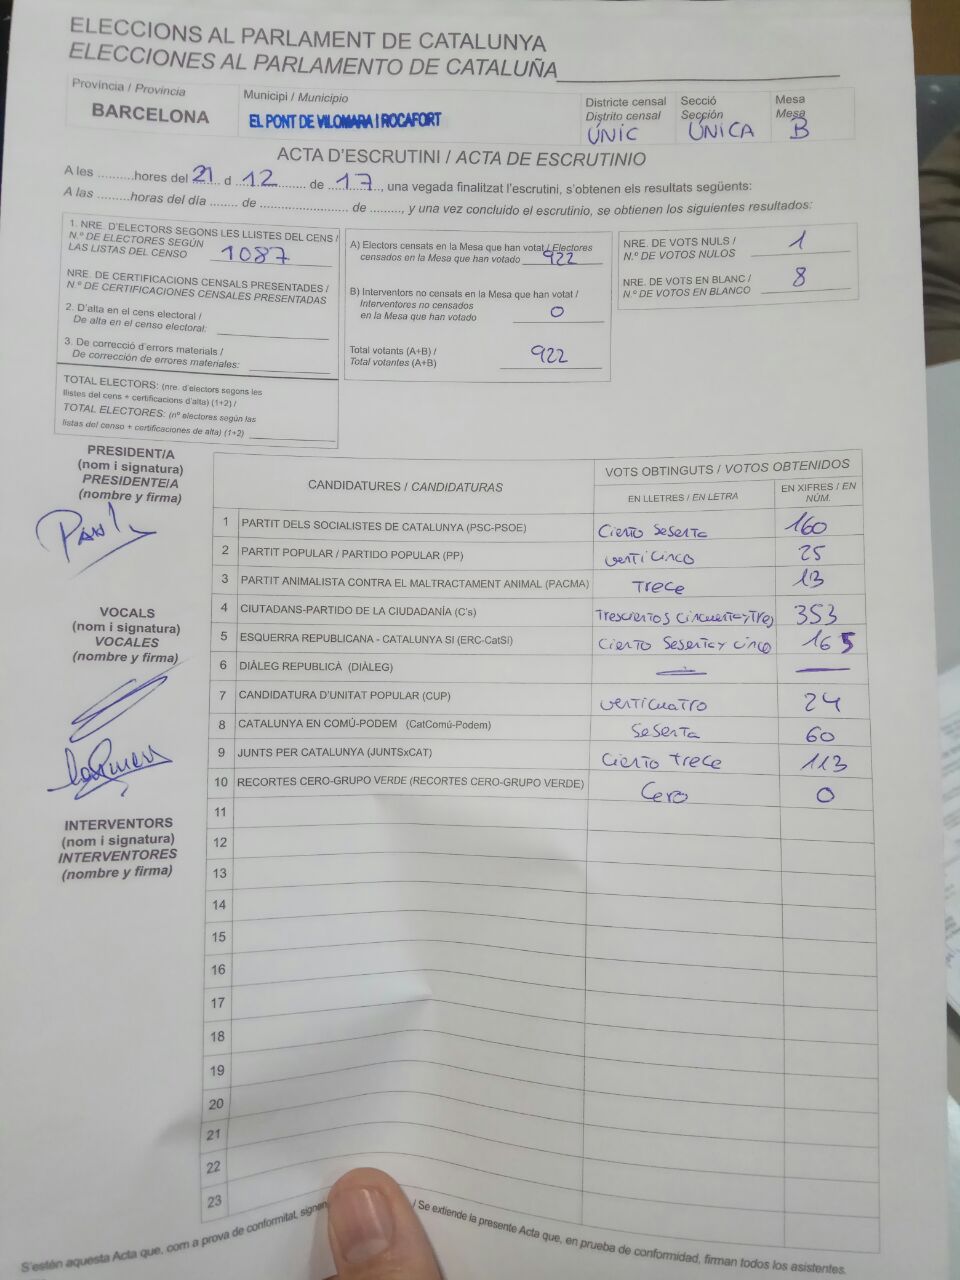 ELECCIONS AL PARLAMENT DE CATALUNYA
ELECCIONES AL PARLAMENTO DE CATALUÑA
Província / Provincia
BARCELONA
Municipi / Municipio
EL PONT DE VILOMARA I ROCAFORT
Districte censal
Distrito censal
ÚNIC
Secció
Sección
ÚNICA
Mesa
Mesa
B
ACTA D'ESCRUTINI / ACTA DE ESCRUTINIO
A les ..........hores del 21 d 12 de 17, una vegada finalitzat l'escrutini, s'obtenen els resultats següents:
A las .........horas del día ........ de ......................... de ........., y una vez concluido el escrutinio, se obtienen los siguientes resultados:
1. NRE. D'ELECTORS SEGONS LES LLISTES DEL CENS /
N.º DE ELECTORES SEGÚN
LAS LISTAS DEL CENSO 1087
NRE. DE CERTIFICACIONS CENSALS PRESENTADES /
N.º DE CERTIFICACIONES CENSALES PRESENTADAS
2. D'alta en el cens electoral /
De alta en el censo electoral:
3. De correcció d'errors materials /
De corrección de errores materiales:
TOTAL ELECTORS: (nre. d'electors segons les
llistes del cens + certificacions d'alta) (1+2) /
TOTAL ELECTORES: (nº electores según las
listas del censo + certificaciones de alta) (1+2)
A) Electors censats en la Mesa que han votat / Electores
censados en la Mesa que han votado 922
B) Interventors no censats en la Mesa que han votat /
Interventores no censados
en la Mesa que han votado 0
Total votants (A+B) /
Total votantes (A+B) 922
NRE. DE VOTS NULS /
N.º DE VOTOS NULOS 1
NRE. DE VOTS EN BLANC /
N.º DE VOTOS EN BLANCO 8
PRESIDENT/A
(nom i signatura)
PRESIDENTE/A
(nombre y firma)
VOCALS
(nom i signatura)
VOCALES
(nombre y firma)
INTERVENTORS
(nom i signatura)
INTERVENTORES
(nombre y firma)
CANDIDATURES / CANDIDATURAS
VOTS OBTINGUTS / VOTOS OBTENIDOS
EN LLETRES / EN LETRA
EN XIFRES / EN NÚM.
1 PARTIT DELS SOCIALISTES DE CATALUNYA (PSC-PSOE) Ciento Sesenta 160
2 PARTIT POPULAR / PARTIDO POPULAR (PP) venticinco 25
3 PARTIT ANIMALISTA CONTRA EL MALTRACTAMENT ANIMAL (PACMA) Trece 13
4 CIUTADANS-PARTIDO DE LA CIUDADANÍA (C's) Trescientos cincuenta y tres 353
5 ESQUERRA REPUBLICANA - CATALUNYA SI (ERC-CatSí) Ciento Sesenta y cinco 165
6 DIÀLEG REPUBLICÀ (DIÀLEG) — —
7 CANDIDATURA D'UNITAT POPULAR (CUP) venticuatro 24
8 CATALUNYA EN COMÚ-PODEM (CatComú-Podem) Sesenta 60
9 JUNTS PER CATALUNYA (JUNTSxCAT) Ciento trece 113
10 RECORTES CERO-GRUPO VERDE (RECORTES CERO-GRUPO VERDE) Cero 0
11
12
13
14
15
16
17
18
19
20
21
22
23
S'estén aquesta Acta que, com a prova de conformitat, / Se extiende la presente Acta que, en prueba de conformidad, firman todos los asistentes.